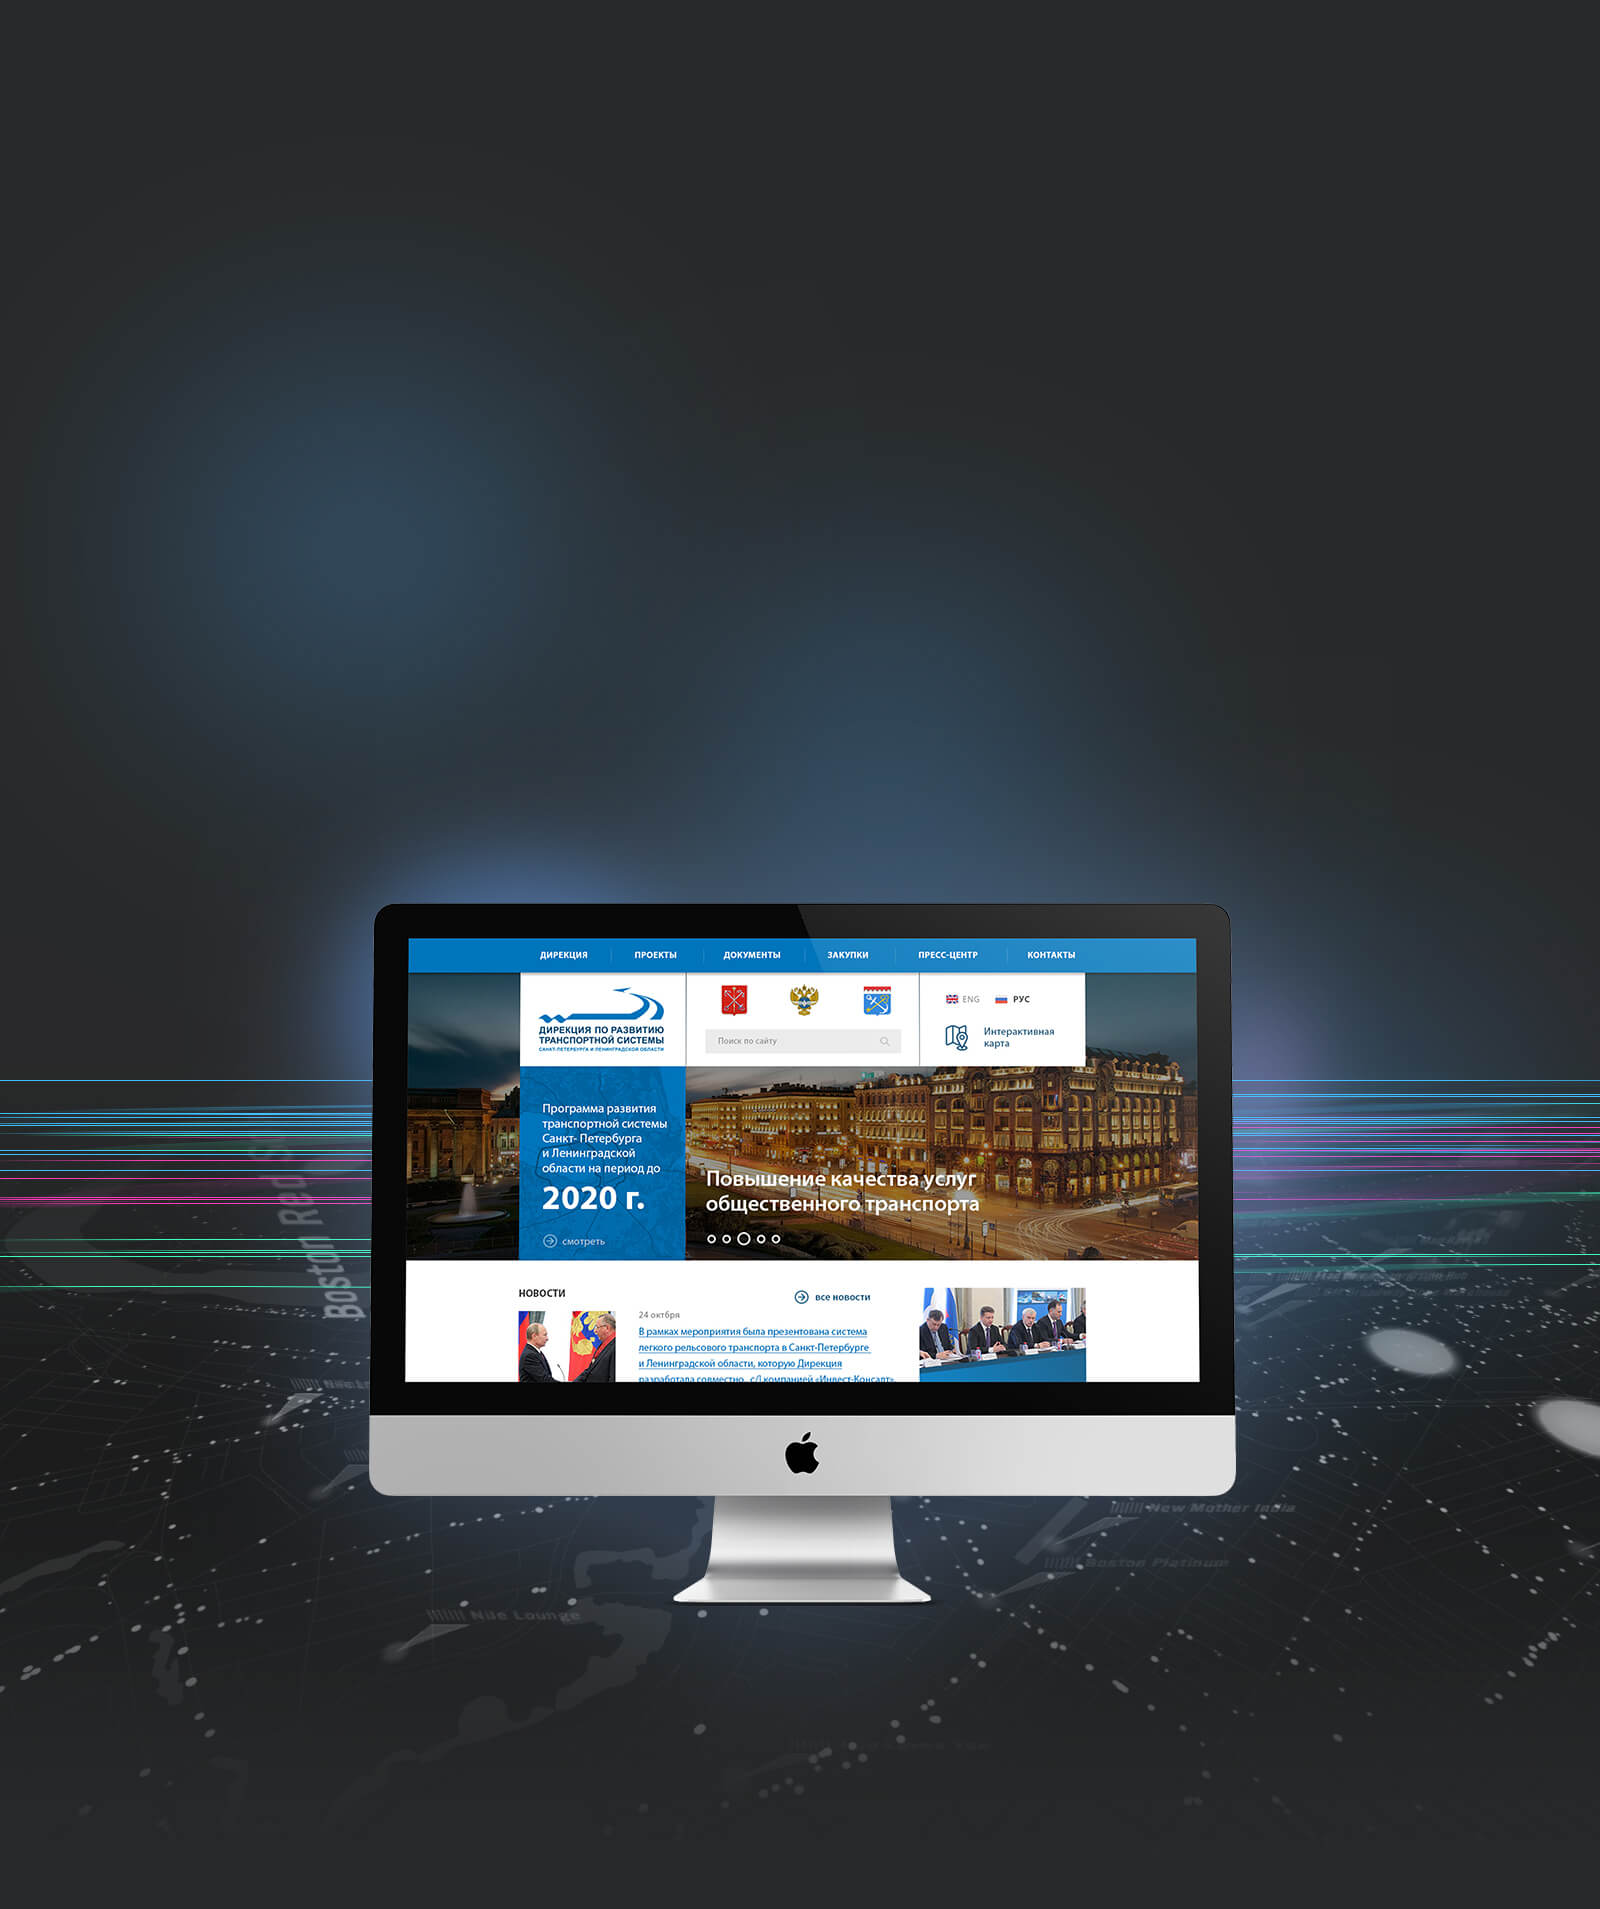 ДИРЕКЦИЯ
ПРОЕКТЫ
ДОКУМЕНТЫ
ЗАКУПКИ
ПРЕСС-ЦЕНТР
КОНТАКТЫ
ДИРЕКЦИЯ ПО РАЗВИТИЮ
ТРАНСПОРТНОЙ СИСТЕМЫ
САНКТ-ПЕТЕРБУРГА И ЛЕНИНГРАДСКОЙ ОБЛАСТИ
Поиск по сайту
ENG
РУС
Интерактивная
карта
Программа развития
транспортной системы
Санкт- Петербурга
и Ленинградской
области на период до
2020 г.
смотреть
Повышение качества услуг
общественного транспорта
НОВОСТИ
все новости
24 октбря
В рамках мероприятия была презентована система
легкого рельсового транспорта в Санкт-Петербурге
и Ленинградской области, которую Дирекция
разработала совместно с компанией «Инвест-Консалт»
Bostan
New Mother India
Boston Platinum
Nile Lounge